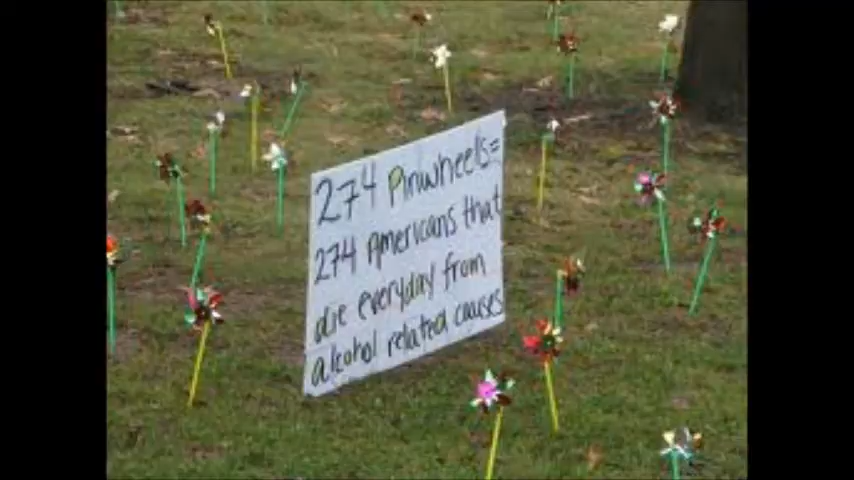 274 Pinwheels=
274 Americans that
die everyday from
alcohol related causes